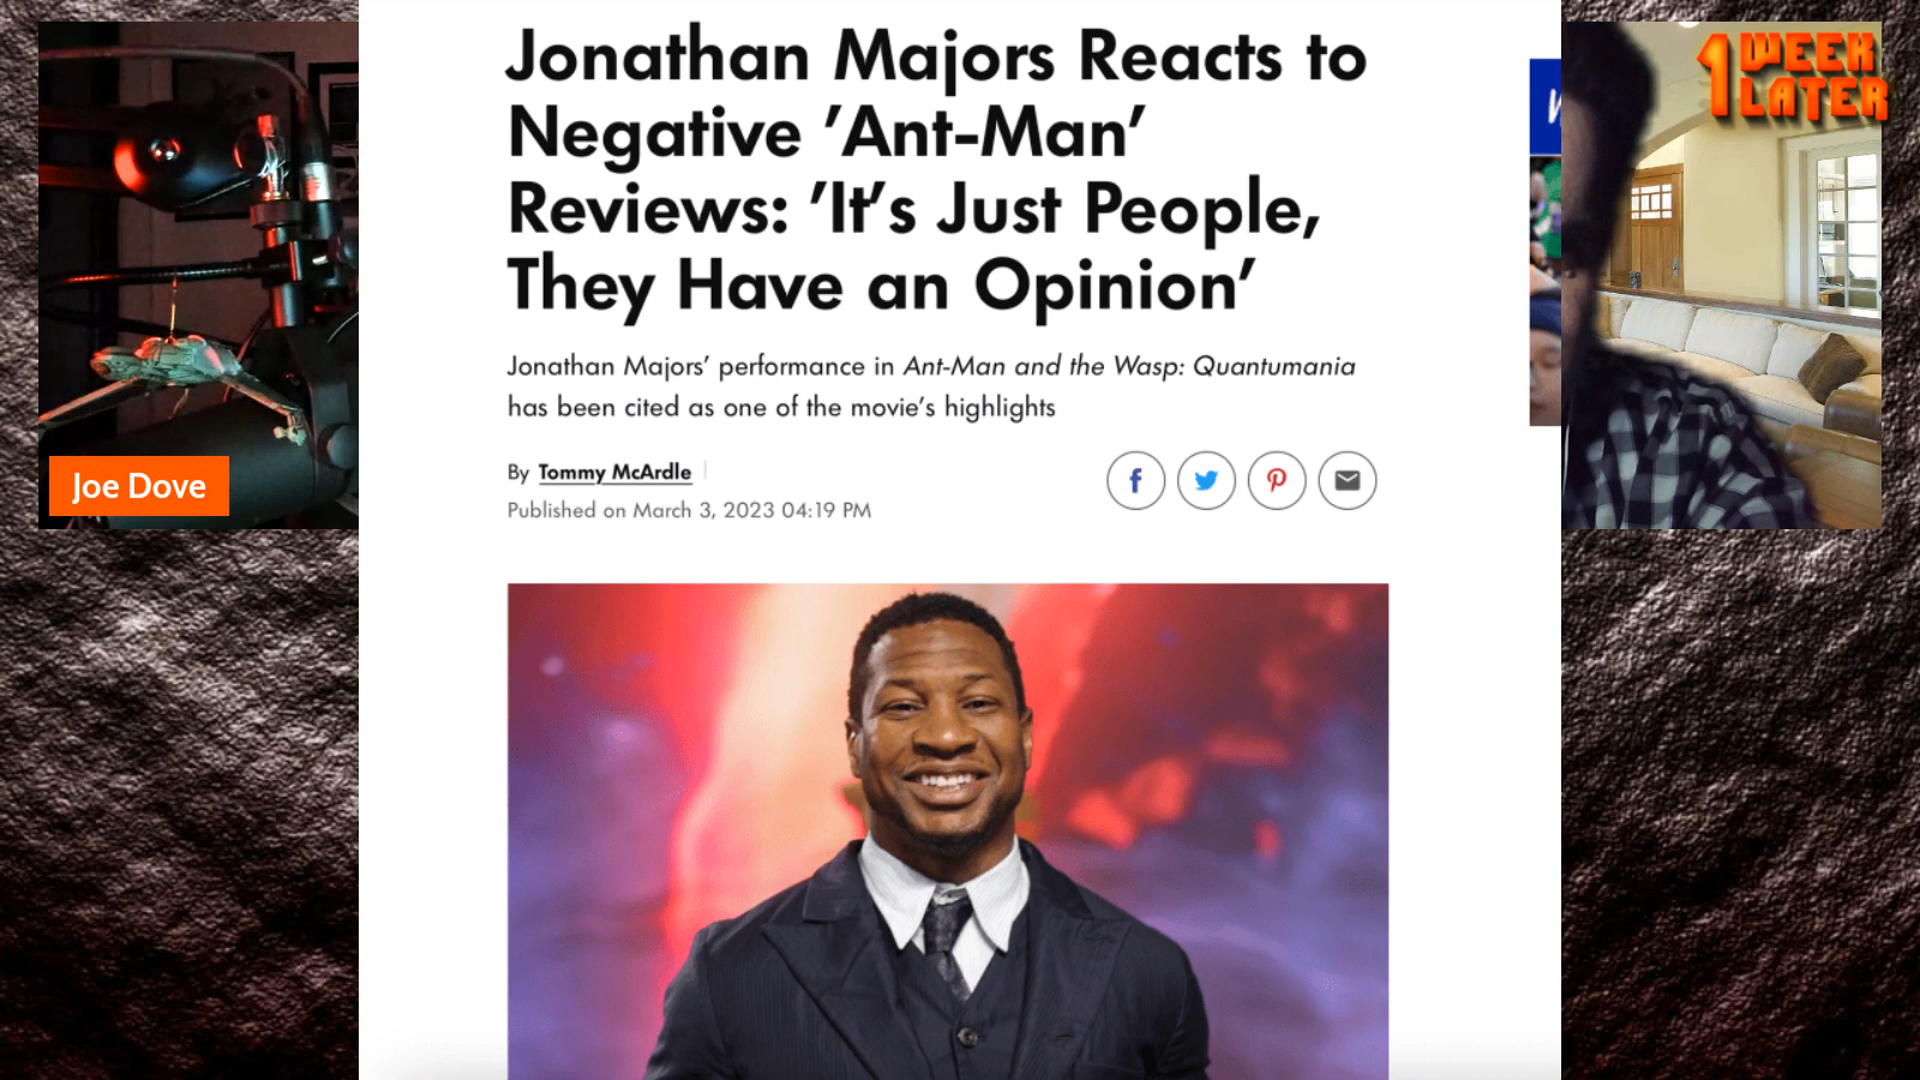 Jonathan Majors Reacts to
Negative 'Ant-Man'
Reviews: 'It's Just People,
They Have an Opinion'
Jonathan Majors' performance in Ant-Man and the Wasp: Quantumania
has been cited as one of the movie's highlights
By Tommy McArdle
Published on March 3, 2023 04:19 PM
Joe Dove
1 WEEK
LATER